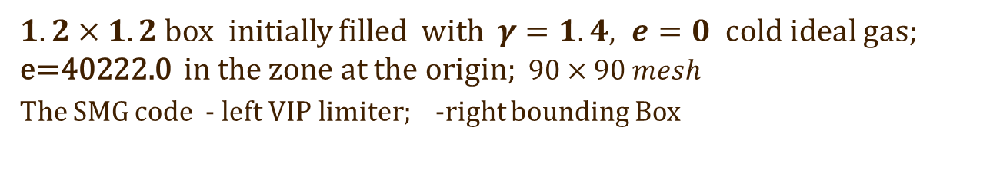 1.2 × 1.2 box initially filled with γ = 1.4, e = 0 cold ideal gas;
e=40222.0 in the zone at the origin; 90 × 90 mesh
The SMG code - left VIP limiter; -right bounding Box